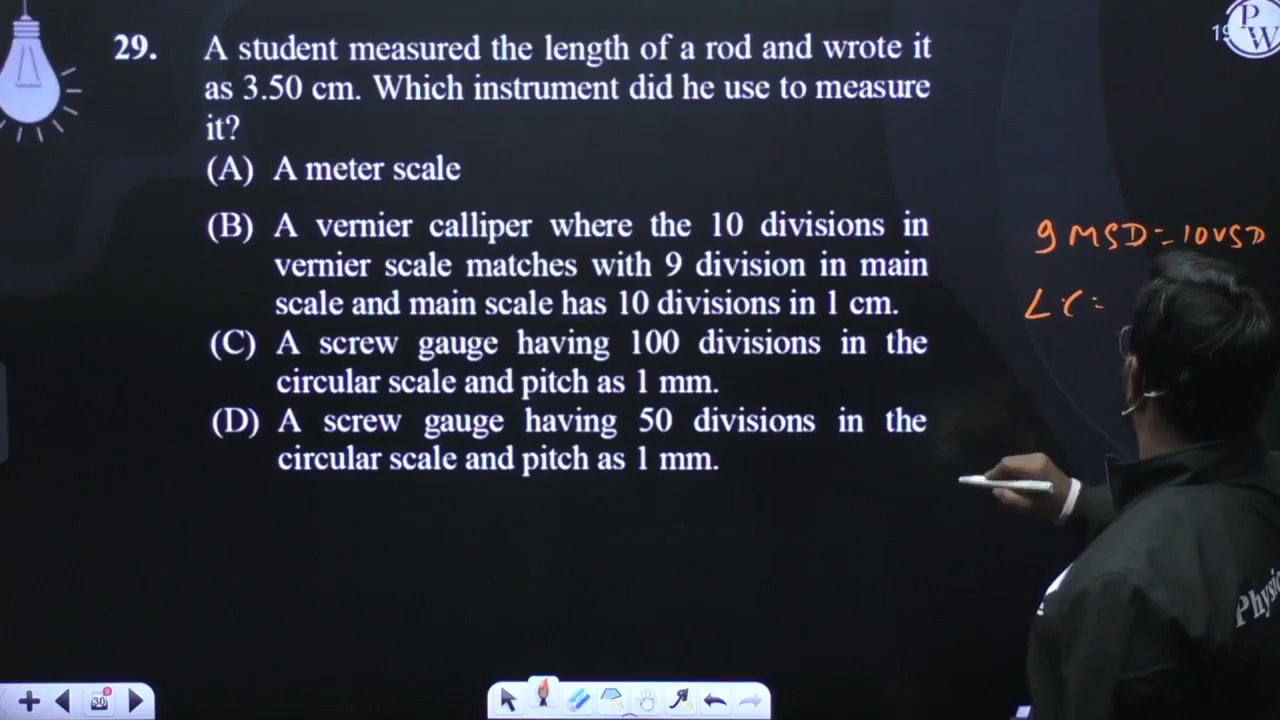 29. A student measured the length of a rod and wrote it
as 3.50 cm. Which instrument did he use to measure
it?
(A) A meter scale
(B) A vernier calliper where the 10 divisions in
vernier scale matches with 9 division in main
scale and main scale has 10 divisions in 1 cm.
(C) A screw gauge having 100 divisions in the
circular scale and pitch as 1 mm.
(D) A screw gauge having 50 divisions in the
circular scale and pitch as 1 mm.
9 MSD = 10 VSD
L.C =
PW
30